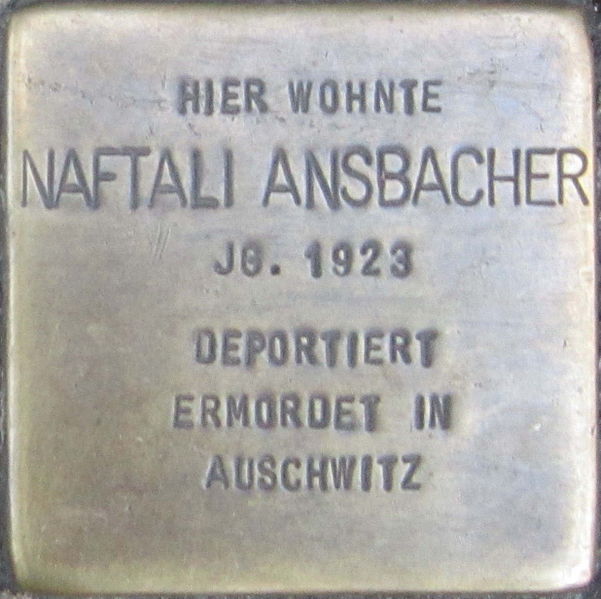 HIER WOHNTE
NAFTALI ANSBACHER
JG. 1923
DEPORTIERT
ERMORDET IN
AUSCHWITZ